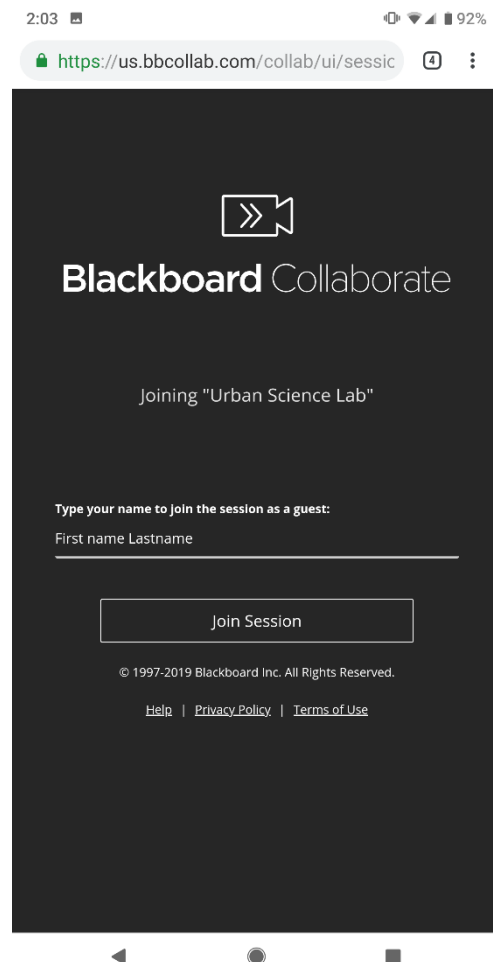 2:03 92%
https://us.bbcollab.com/collab/ui/sessic 4
Blackboard Collaborate
Joining "Urban Science Lab"
Type your name to join the session as a guest:
First name Lastname
Join Session
© 1997-2019 Blackboard Inc. All Rights Reserved.
Help | Privacy Policy | Terms of Use